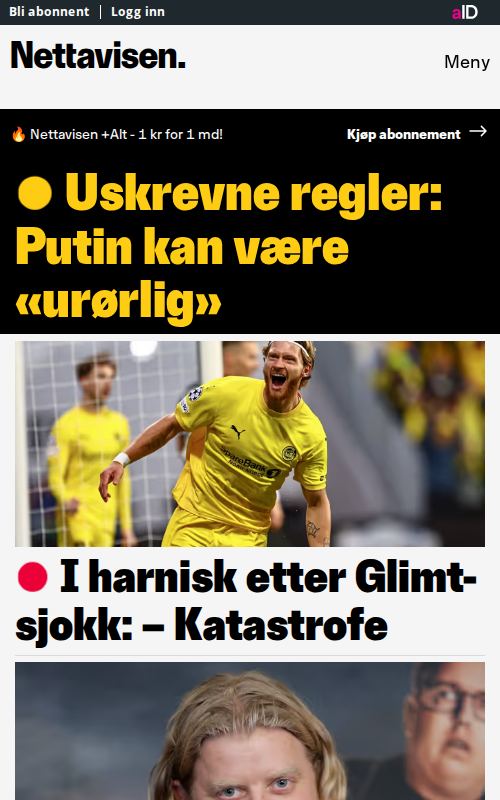 Bli abonnent | Logg inn
aID
Nettavisen.
Meny
🔥 Nettavisen +Alt - 1 kr for 1 md!
Kjøp abonnement →
Uskrevne regler:
Putin kan være
«urørlig»
SpareBank
I harnisk etter Glimt-
sjokk: – Katastrofe